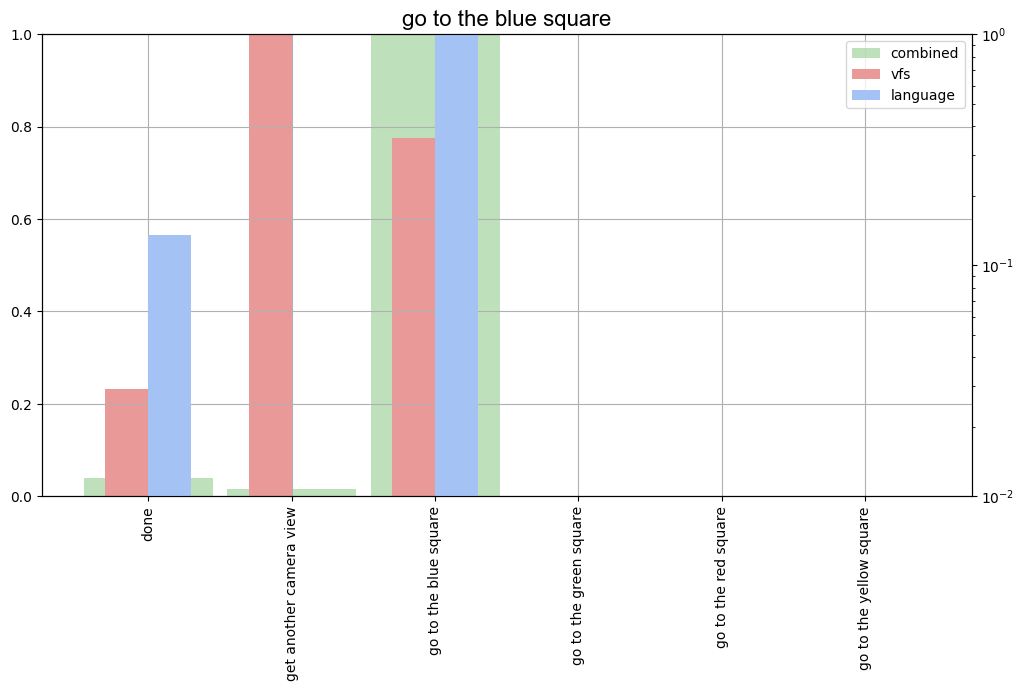 go to the blue square
1.0
0.8
0.6
0.4
0.2
0.0
10⁰
10⁻¹
10⁻²
combined
vfs
language
done
get another camera view
go to the blue square
go to the green square
go to the red square
go to the yellow square